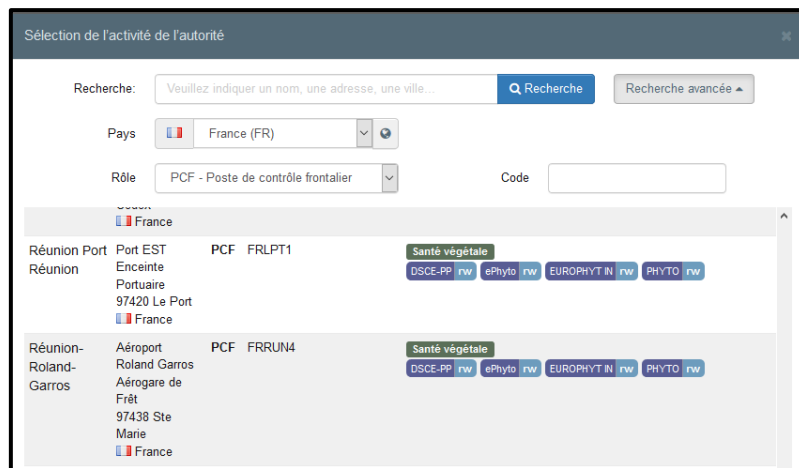 Sélection de l'activité de l'autorité
Recherche: Veuillez indiquer un nom, une adresse, une ville... Recherche Recherche avancée
Pays France (FR)
Rôle PCF - Poste de contrôle frontalier Code
France
Réunion Port Réunion
Port EST
Enceinte
Portuaire
97420 Le Port
France
PCF FRLPT1
Santé végétale
DSCE-PP rw ePhyto rw EUROPHYT IN rw PHYTO rw
Réunion-
Roland-
Garros
Aéroport
Roland Garros
Aérogare de
Frêt
97438 Ste
Marie
France
PCF FRRUN4
Santé végétale
DSCE-PP rw ePhyto rw EUROPHYT IN rw PHYTO rw